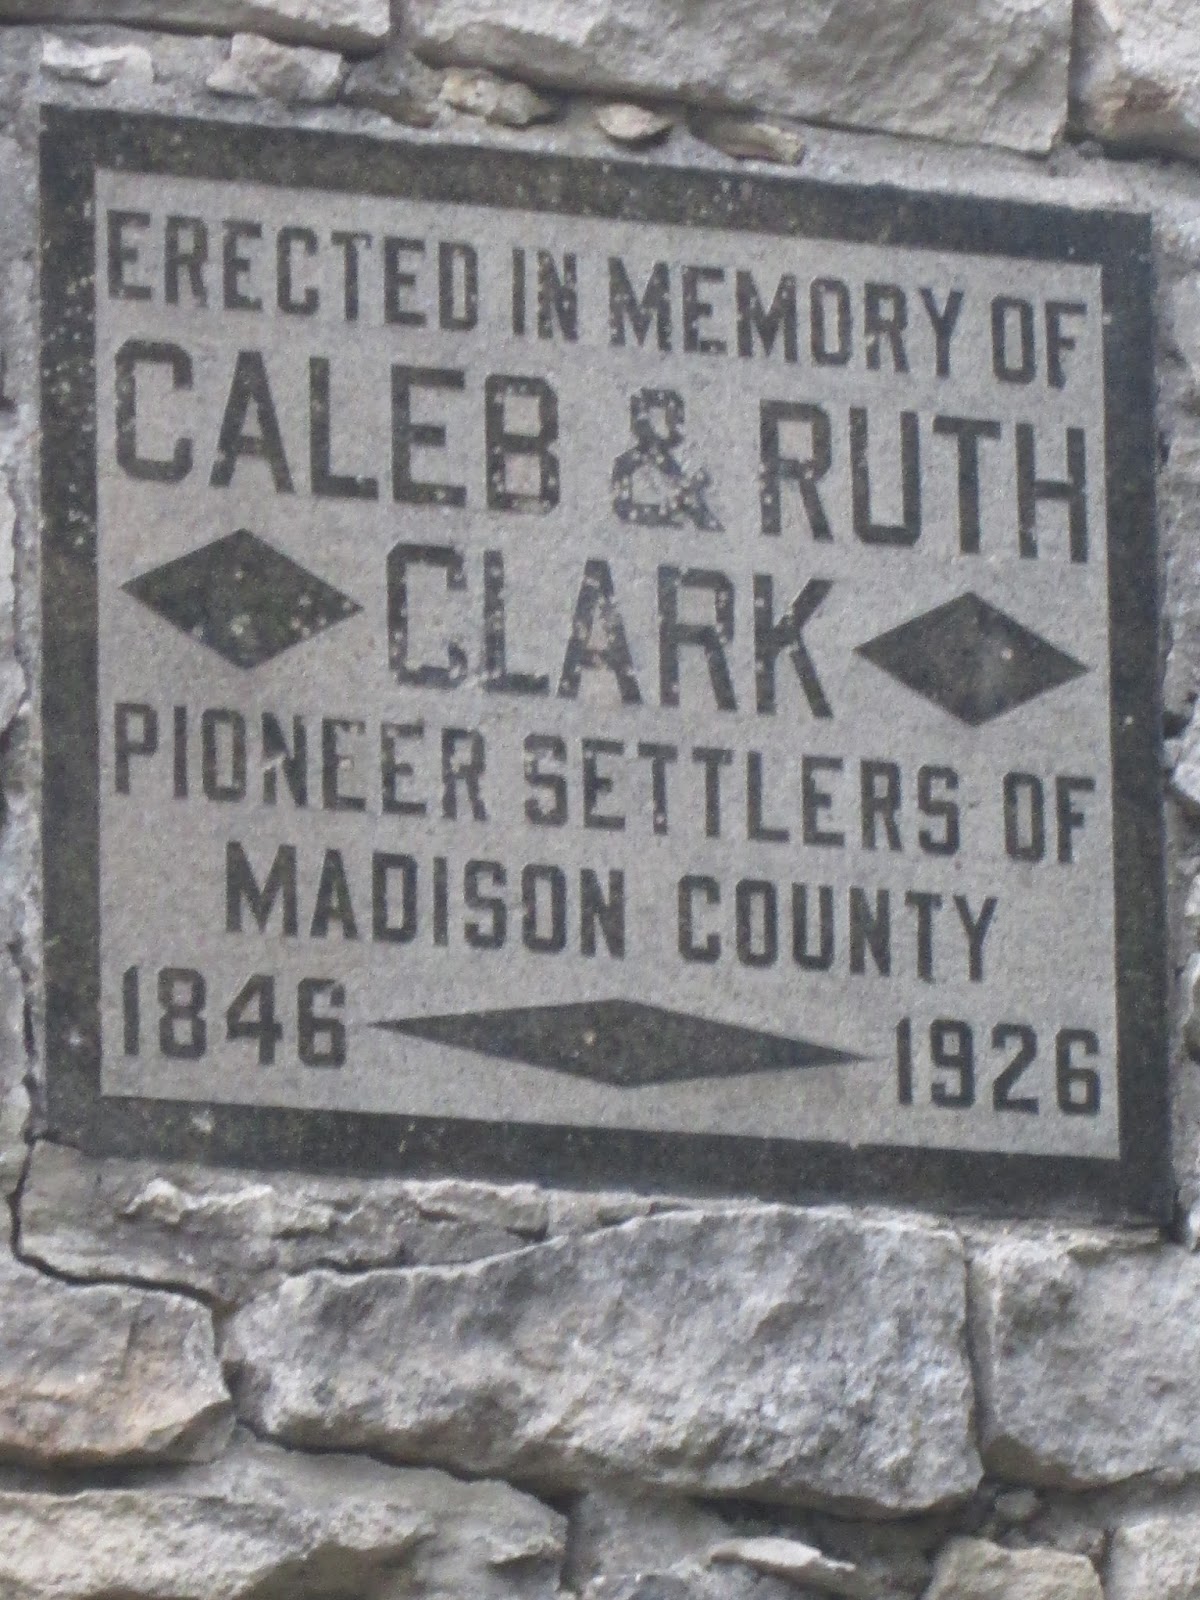 ERECTED IN MEMORY OF
CALEB & RUTH
CLARK
PIONEER SETTLERS OF
MADISON COUNTY
1846 1926